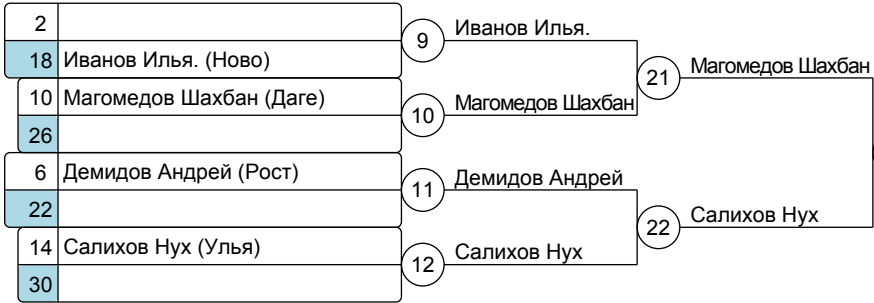 2
18 Иванов Илья. (Ново)
9 Иванов Илья.
10 Магомедов Шахбан (Даге)
26
10 Магомедов Шахбан
21 Магомедов Шахбан
6 Демидов Андрей (Рост)
22
11 Демидов Андрей
14 Салихов Нух (Улья)
30
12 Салихов Нух
22 Салихов Нух